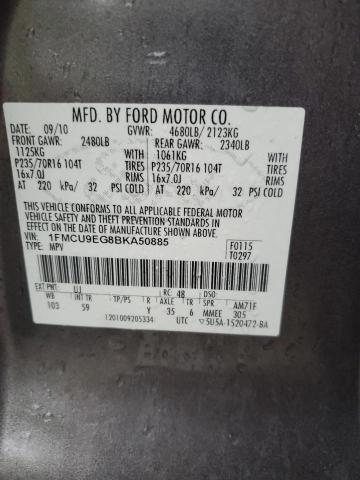 MFD. BY FORD MOTOR CO.
DATE: 09/10 GVWR: 4680LB/ 2123KG
FRONT GAWR: 2480LB REAR GAWR: 2340LB
1125KG 1061KG
P235/70R16 104T TIRES P235/70R16 104T TIRES
16x7.0J RIMS 16x7.0J RIMS
AT 220 kPa/ 32 PSI COLD AT 220 kPa/ 32 PSI COLD
THIS VEHICLE CONFORMS TO ALL APPLICABLE FEDERAL MOTOR
VEHICLE SAFETY AND THEFT PREVENTION STANDARDS IN
EFFECT ON THE DATE OF MANUFACTURE SHOWN ABOVE.
VIN: 1FMCU9EG8BKA50885 F0115
TYPE: MPV T0297
EXT PNT: UJ RC: 48 DSO:
WB INT TR TP/PS R AXLE TR SPR AM71F
103 59 Y 35 6 MMEE 305
1201009205334 UTC 5U5A-1520472-BA